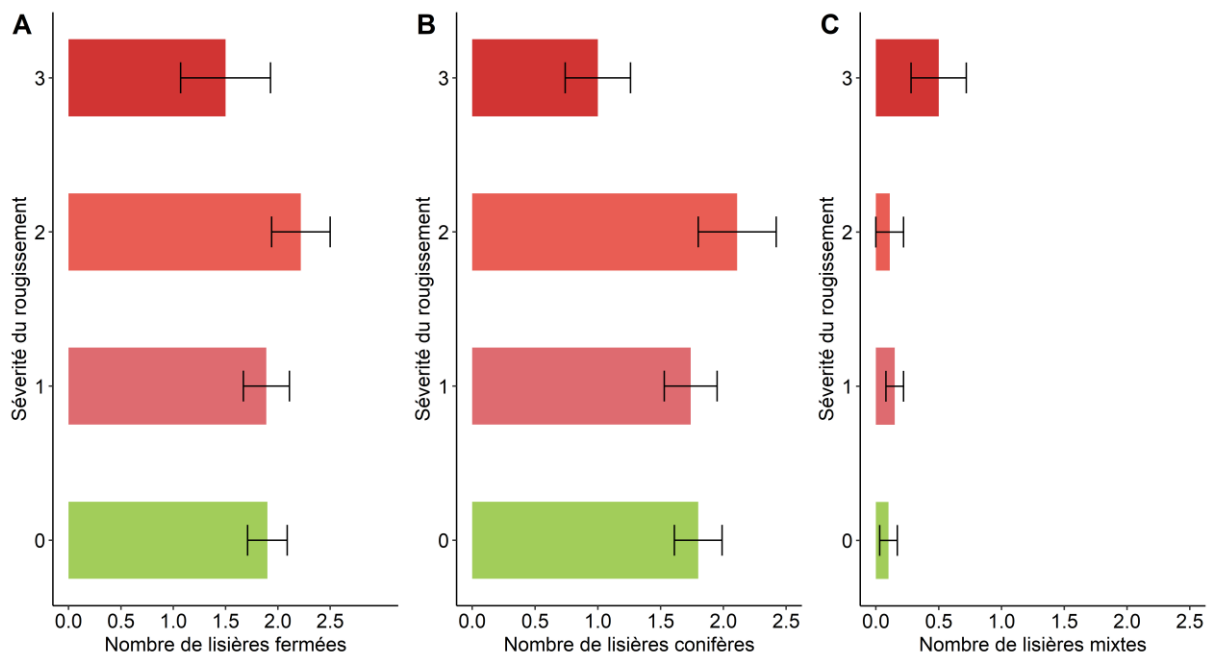 A
Séverité du rougissement
3
2
1
0
0.0 0.5 1.0 1.5 2.0 2.5
Nombre de lisières fermées
B
Séverité du rougissement
3
2
1
0
0.0 0.5 1.0 1.5 2.0 2.5
Nombre de lisières conifères
C
Séverité du rougissement
3
2
1
0
0.0 0.5 1.0 1.5 2.0 2.5
Nombre de lisières mixtes